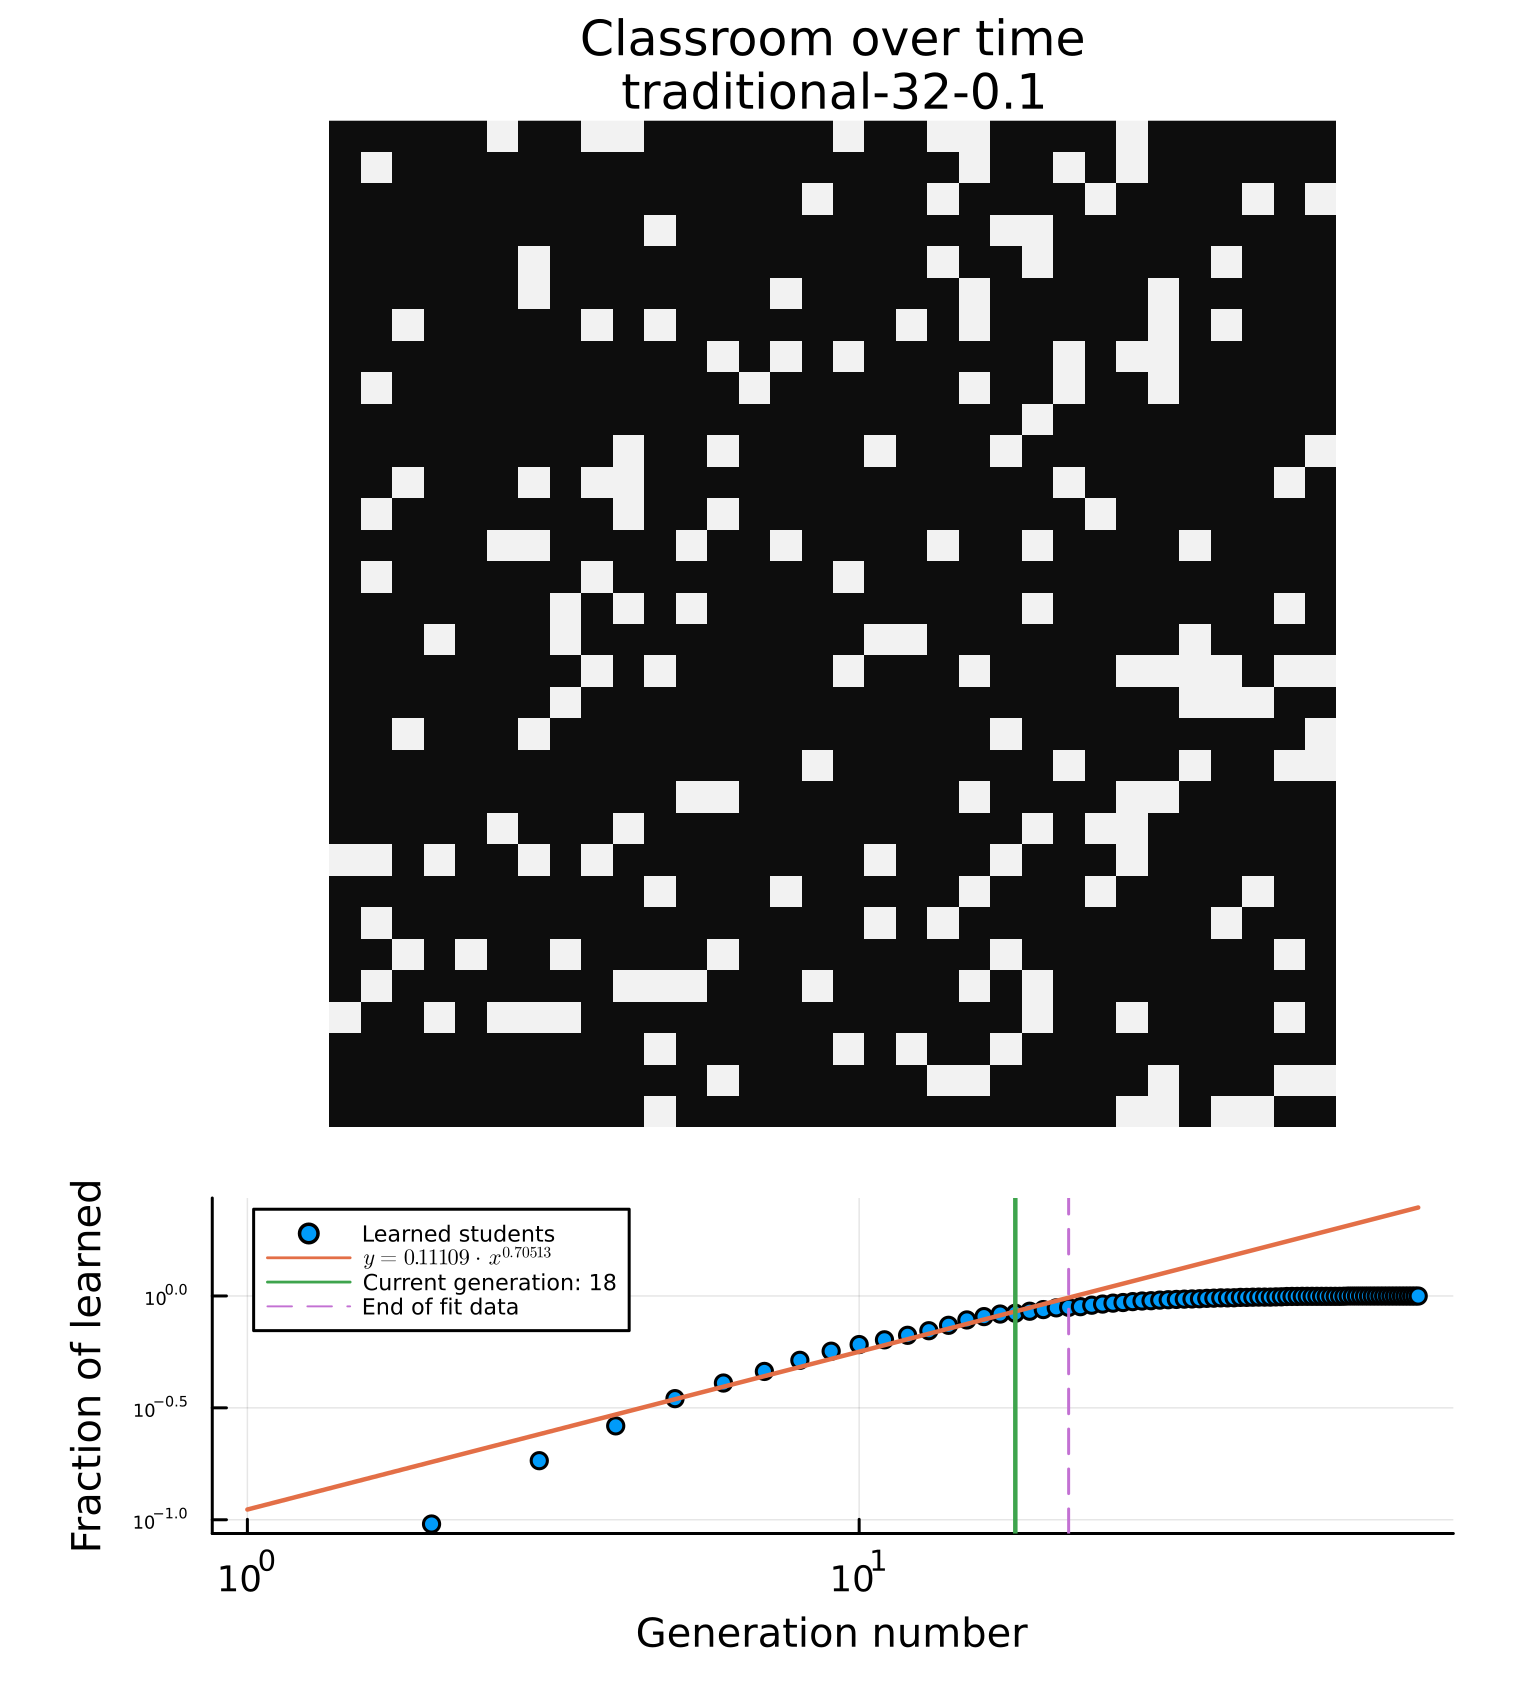 Classroom over time
traditional-32-0.1
Fraction of learned
Learned students
y = 0.11109 · x^0.70513
Current generation: 18
End of fit data
10^0.0
10^−0.5
10^−1.0
10^0
10^1
Generation number